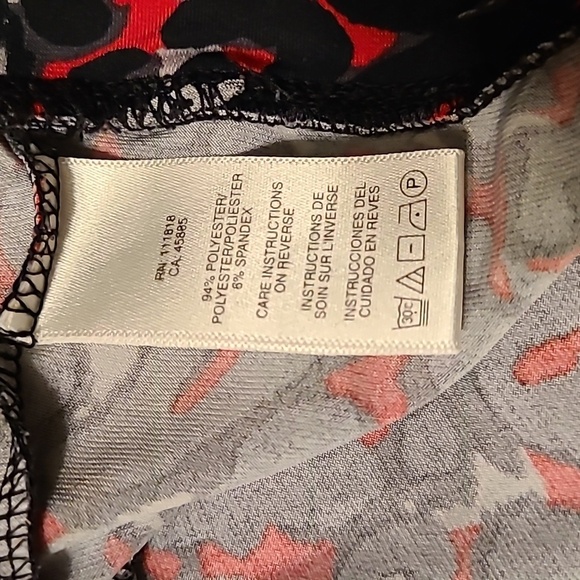 RN: 111818
CA: 45885
94% POLYESTER/
POLYESTER/POLIESTER
6% SPANDEX
CARE INSTRUCTIONS
ON REVERSE
INSTRUCTIONS DE
SOIN SUR L'INVERSE
INSTRUCCIONES DEL
CUIDADO EN REVES
30C
P